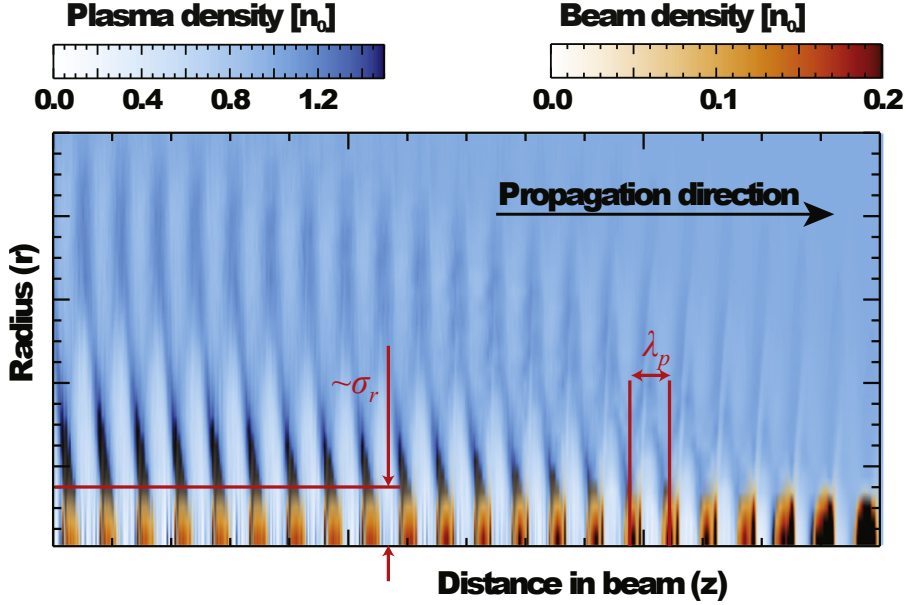 Plasma density [n₀]
Beam density [n₀]
0.0 0.4 0.8 1.2
0.0 0.1 0.2
Propagation direction
Radius (r)
λₚ
~σᵣ
Distance in beam (z)